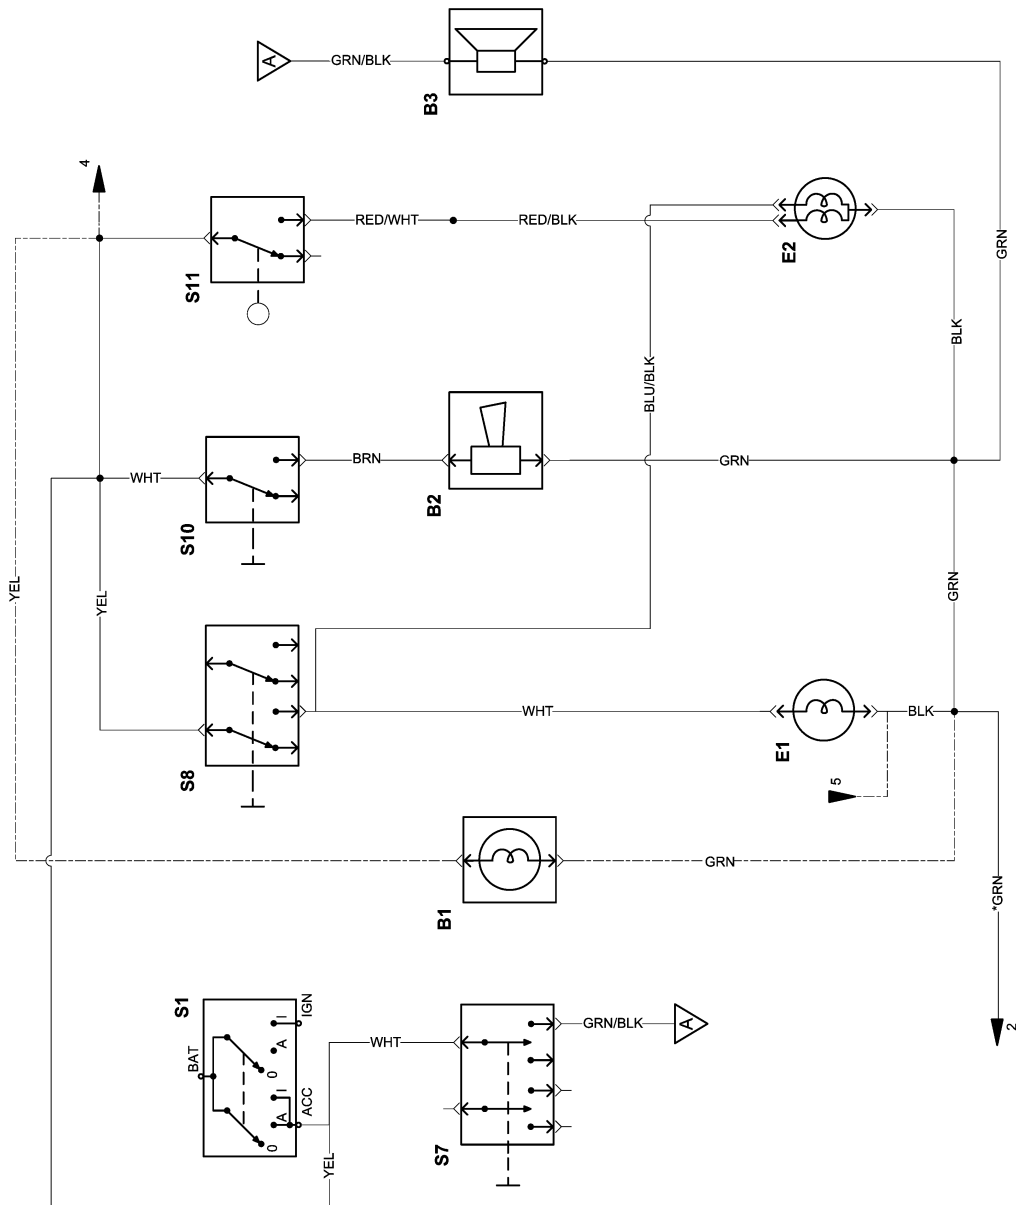 A
GRN/BLK
B3
4
S11
RED/WHT
RED/BLK
E2
GRN
BLK
BLU/BLK
WHT
S10
BRN
B2
GRN
YEL
YEL
GRN
S8
WHT
E1
BLK
5
B1
GRN
*GRN
2
S1
BAT
IGN
ACC
0
A
I
0
A
I
YEL
WHT
S7
GRN/BLK
A